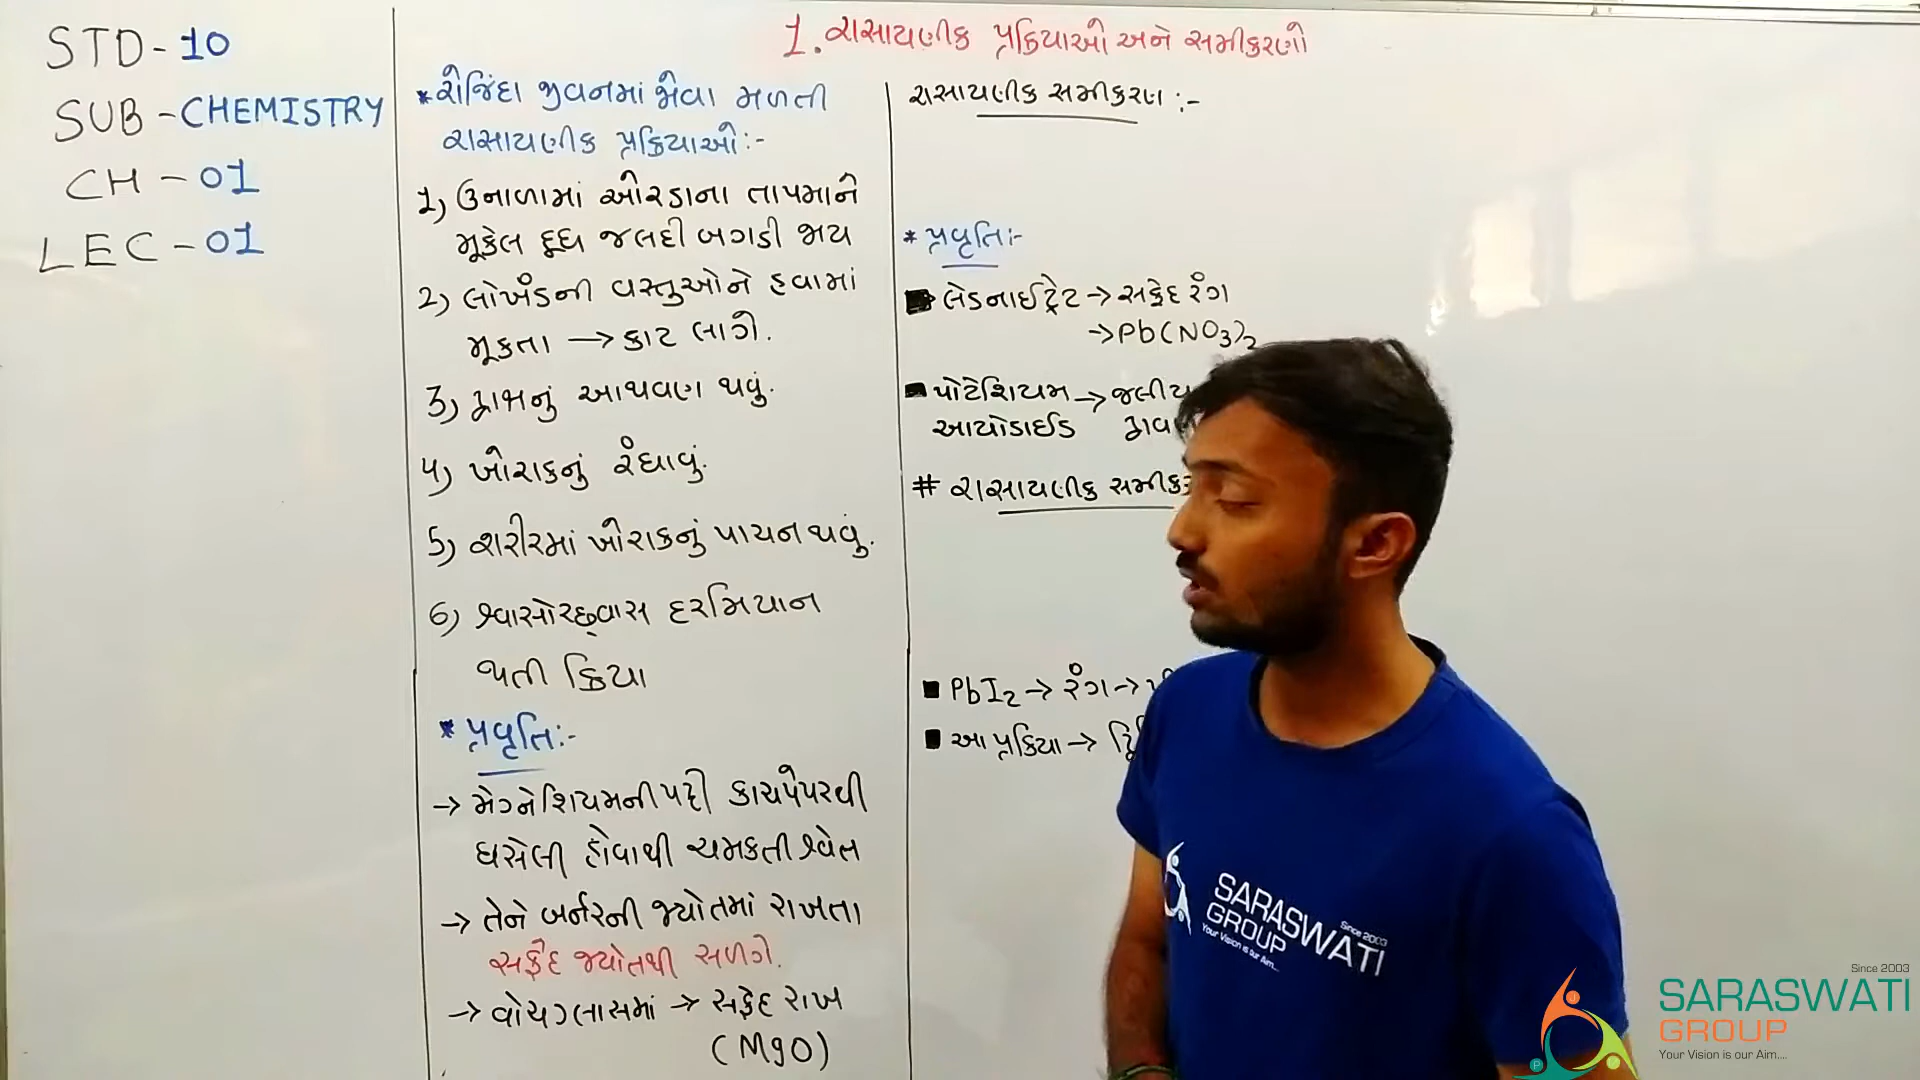 STD-10
SUB-CHEMISTRY
CH-01
LEC-01
1. રાસાયણીક પ્રક્રિયાઓ અને સમીકરણો
* રોજિંદા જીવનમાં જોવા મળતી
રાસાયણીક પ્રક્રિયાઓ:-
1) ઉનાળામાં ઓરડાના તાપમાને
મૂકેલ દૂધ જલદી બગડી જાય
2) લોખંડની વસ્તુઓને હવામાં
મૂકતા → કાટ લાગે.
3) દ્રાક્ષનું આથવણ થવું.
4) ખોરાકનું રંધાવું.
5) શરીરમાં ખોરાકનું પાચન થવું.
6) શ્વાસોચ્છ્વાસ દરમિયાન
થતી ક્રિયા
* પ્રવૃતિ:-
→ મેગ્નેશિયમની પટ્ટી કાચપેપરથી
ઘસેલી હોવાથી ચમકતી શ્વેત
→ તેને બર્નરની જ્યોતમાં રાખતા
સફેદ જ્યોતથી સળગે.
→ વોચગ્લાસમાં → સફેદ રાખ
(MgO)
રાસાયણીક સમીકરણ :-
* પ્રવૃતિ:-
લેડનાઈટ્રેટ → સફેદ રંગ
→ Pb(NO3)2
પોટેશિયમ → જલીય
આયોડાઈડ દ્રાવ
# રાસાયણીક સમીક
PbI2 → રંગ →
આ પ્રક્રિયા →
SARASWATI
GROUP
Since 2003
Your Vision is our Aim...
Since 2003
SARASWATI
GROUP
Your Vision is our Aim....